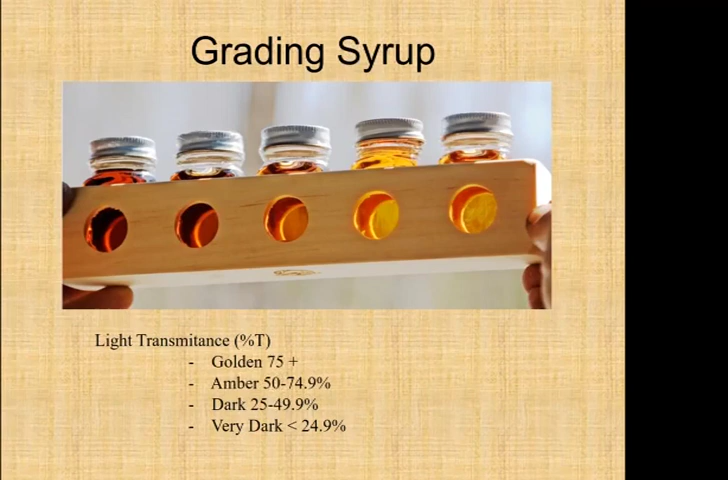 Grading Syrup
Light Transmitance (%T)
- Golden 75 +
- Amber 50-74.9%
- Dark 25-49.9%
- Very Dark < 24.9%